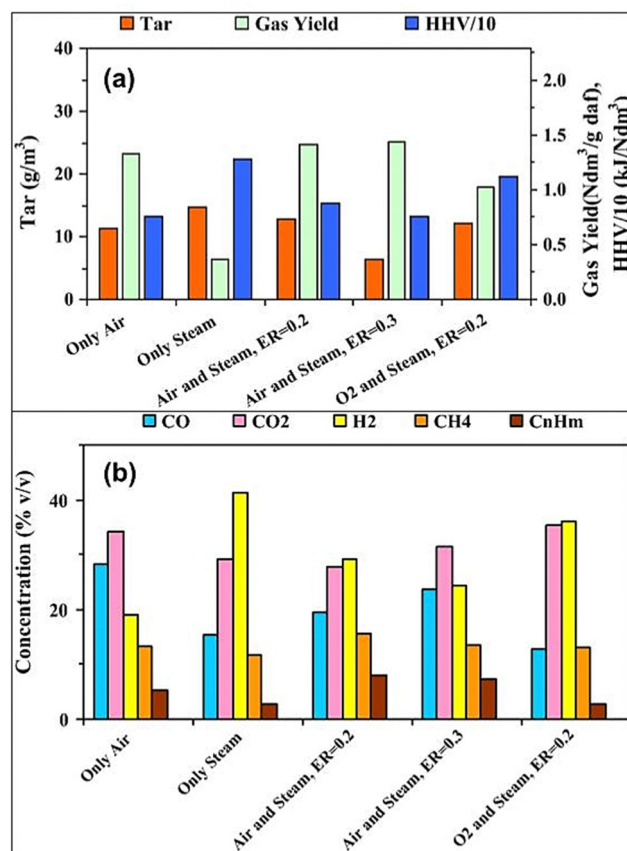 Tar Gas Yield HHV/10
(a)
40
30
20
10
0
Tar (g/m³)
2.0
1.5
1.0
0.5
0.0
Gas Yield(Ndm³/g daf),
HHV/10 (kJ/Ndm³)
Only Air
Only Steam
Air and Steam, ER=0.2
Air and Steam, ER=0.3
O2 and Steam, ER=0.2
CO CO2 H2 CH4 CnHm
(b)
40
20
0
Concentration (% v/v)
Only Air
Only Steam
Air and Steam, ER=0.2
Air and Steam, ER=0.3
O2 and Steam, ER=0.2